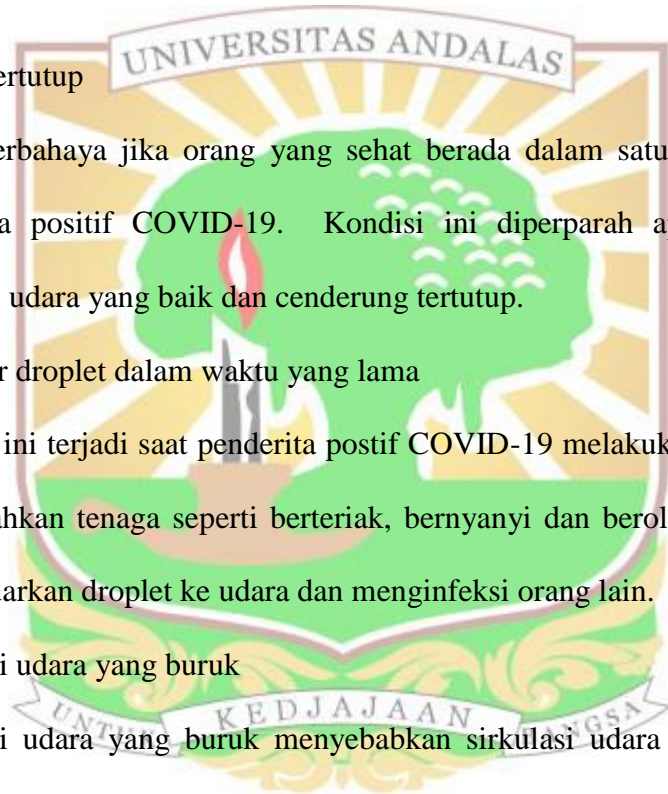 UNIVERSITAS ANDALAS
ertutup
erbahaya jika orang yang sehat berada dalam satu
a positif COVID-19. Kondisi ini diperparah a
udara yang baik dan cenderung tertutup.
r droplet dalam waktu yang lama
ini terjadi saat penderita postif COVID-19 melakuk
ahkan tenaga seperti berteriak, bernyanyi dan berol
uarkan droplet ke udara dan menginfeksi orang lain.
i udara yang buruk
UNTUK KEDJAJAAN BANGSA
i udara yang buruk menyebabkan sirkulasi udara